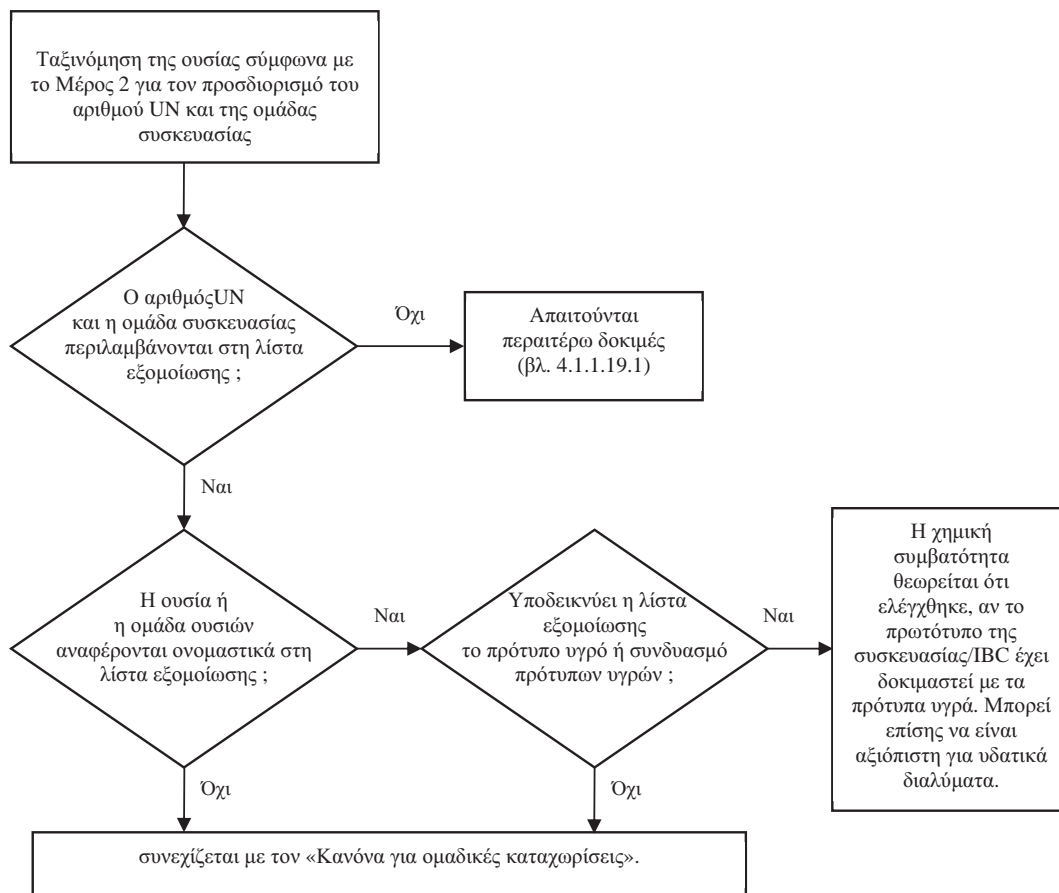 Ταξινόμηση της ουσίας σύμφωνα με
το Μέρος 2 για τον προσδιορισμό του
αριθμού UN και της ομάδας
συσκευασίας
Ο αριθμόςUN
και η ομάδα συσκευασίας
περιλαμβάνονται στη λίστα
εξομοίωσης ;
Όχι
Απαιτούνται
περαιτέρω δοκιμές
(βλ. 4.1.1.19.1)
Ναι
Η ουσία ή
η ομάδα ουσιών
αναφέρονται ονομαστικά στη
λίστα εξομοίωσης ;
Ναι
Υποδεικνύει η λίστα
εξομοίωσης
το πρότυπο υγρό ή συνδυασμό
πρότυπων υγρών ;
Ναι
Η χημική
συμβατότητα
θεωρείται ότι
ελέγχθηκε, αν το
πρωτότυπο της
συσκευασίας/IBC έχει
δοκιμαστεί με τα
πρότυπα υγρά. Μπορεί
επίσης να είναι
αξιόπιστη για υδατικά
διαλύματα.
Όχι
Όχι
συνεχίζεται με τον «Κανόνα για ομαδικές καταχωρίσεις».